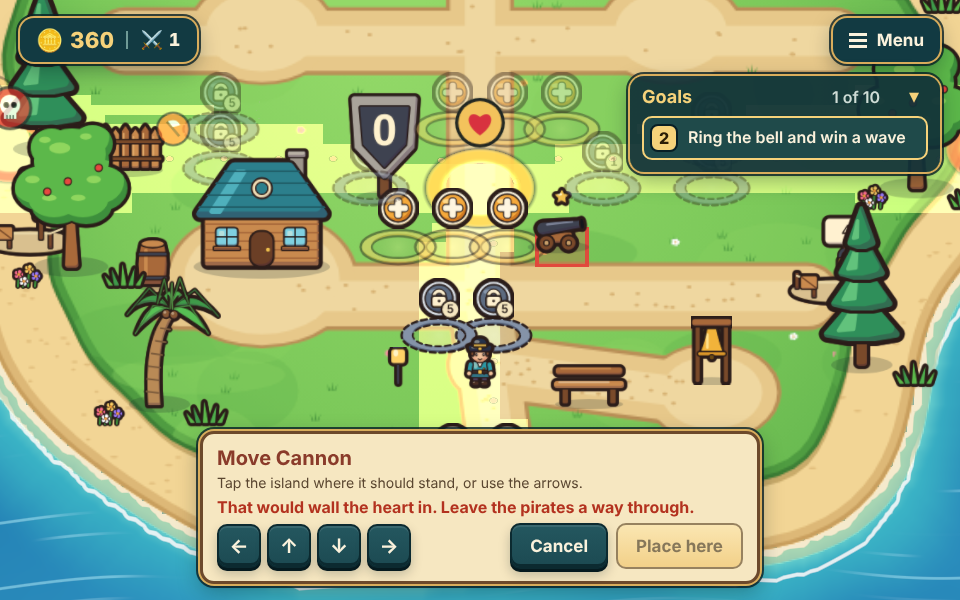 360
1
Menu
Goals
1 of 10
2
Ring the bell and win a wave
0
5
5
1
5
5
Move Cannon
Tap the island where it should stand, or use the arrows.
That would wall the heart in. Leave the pirates a way through.
Cancel
Place here